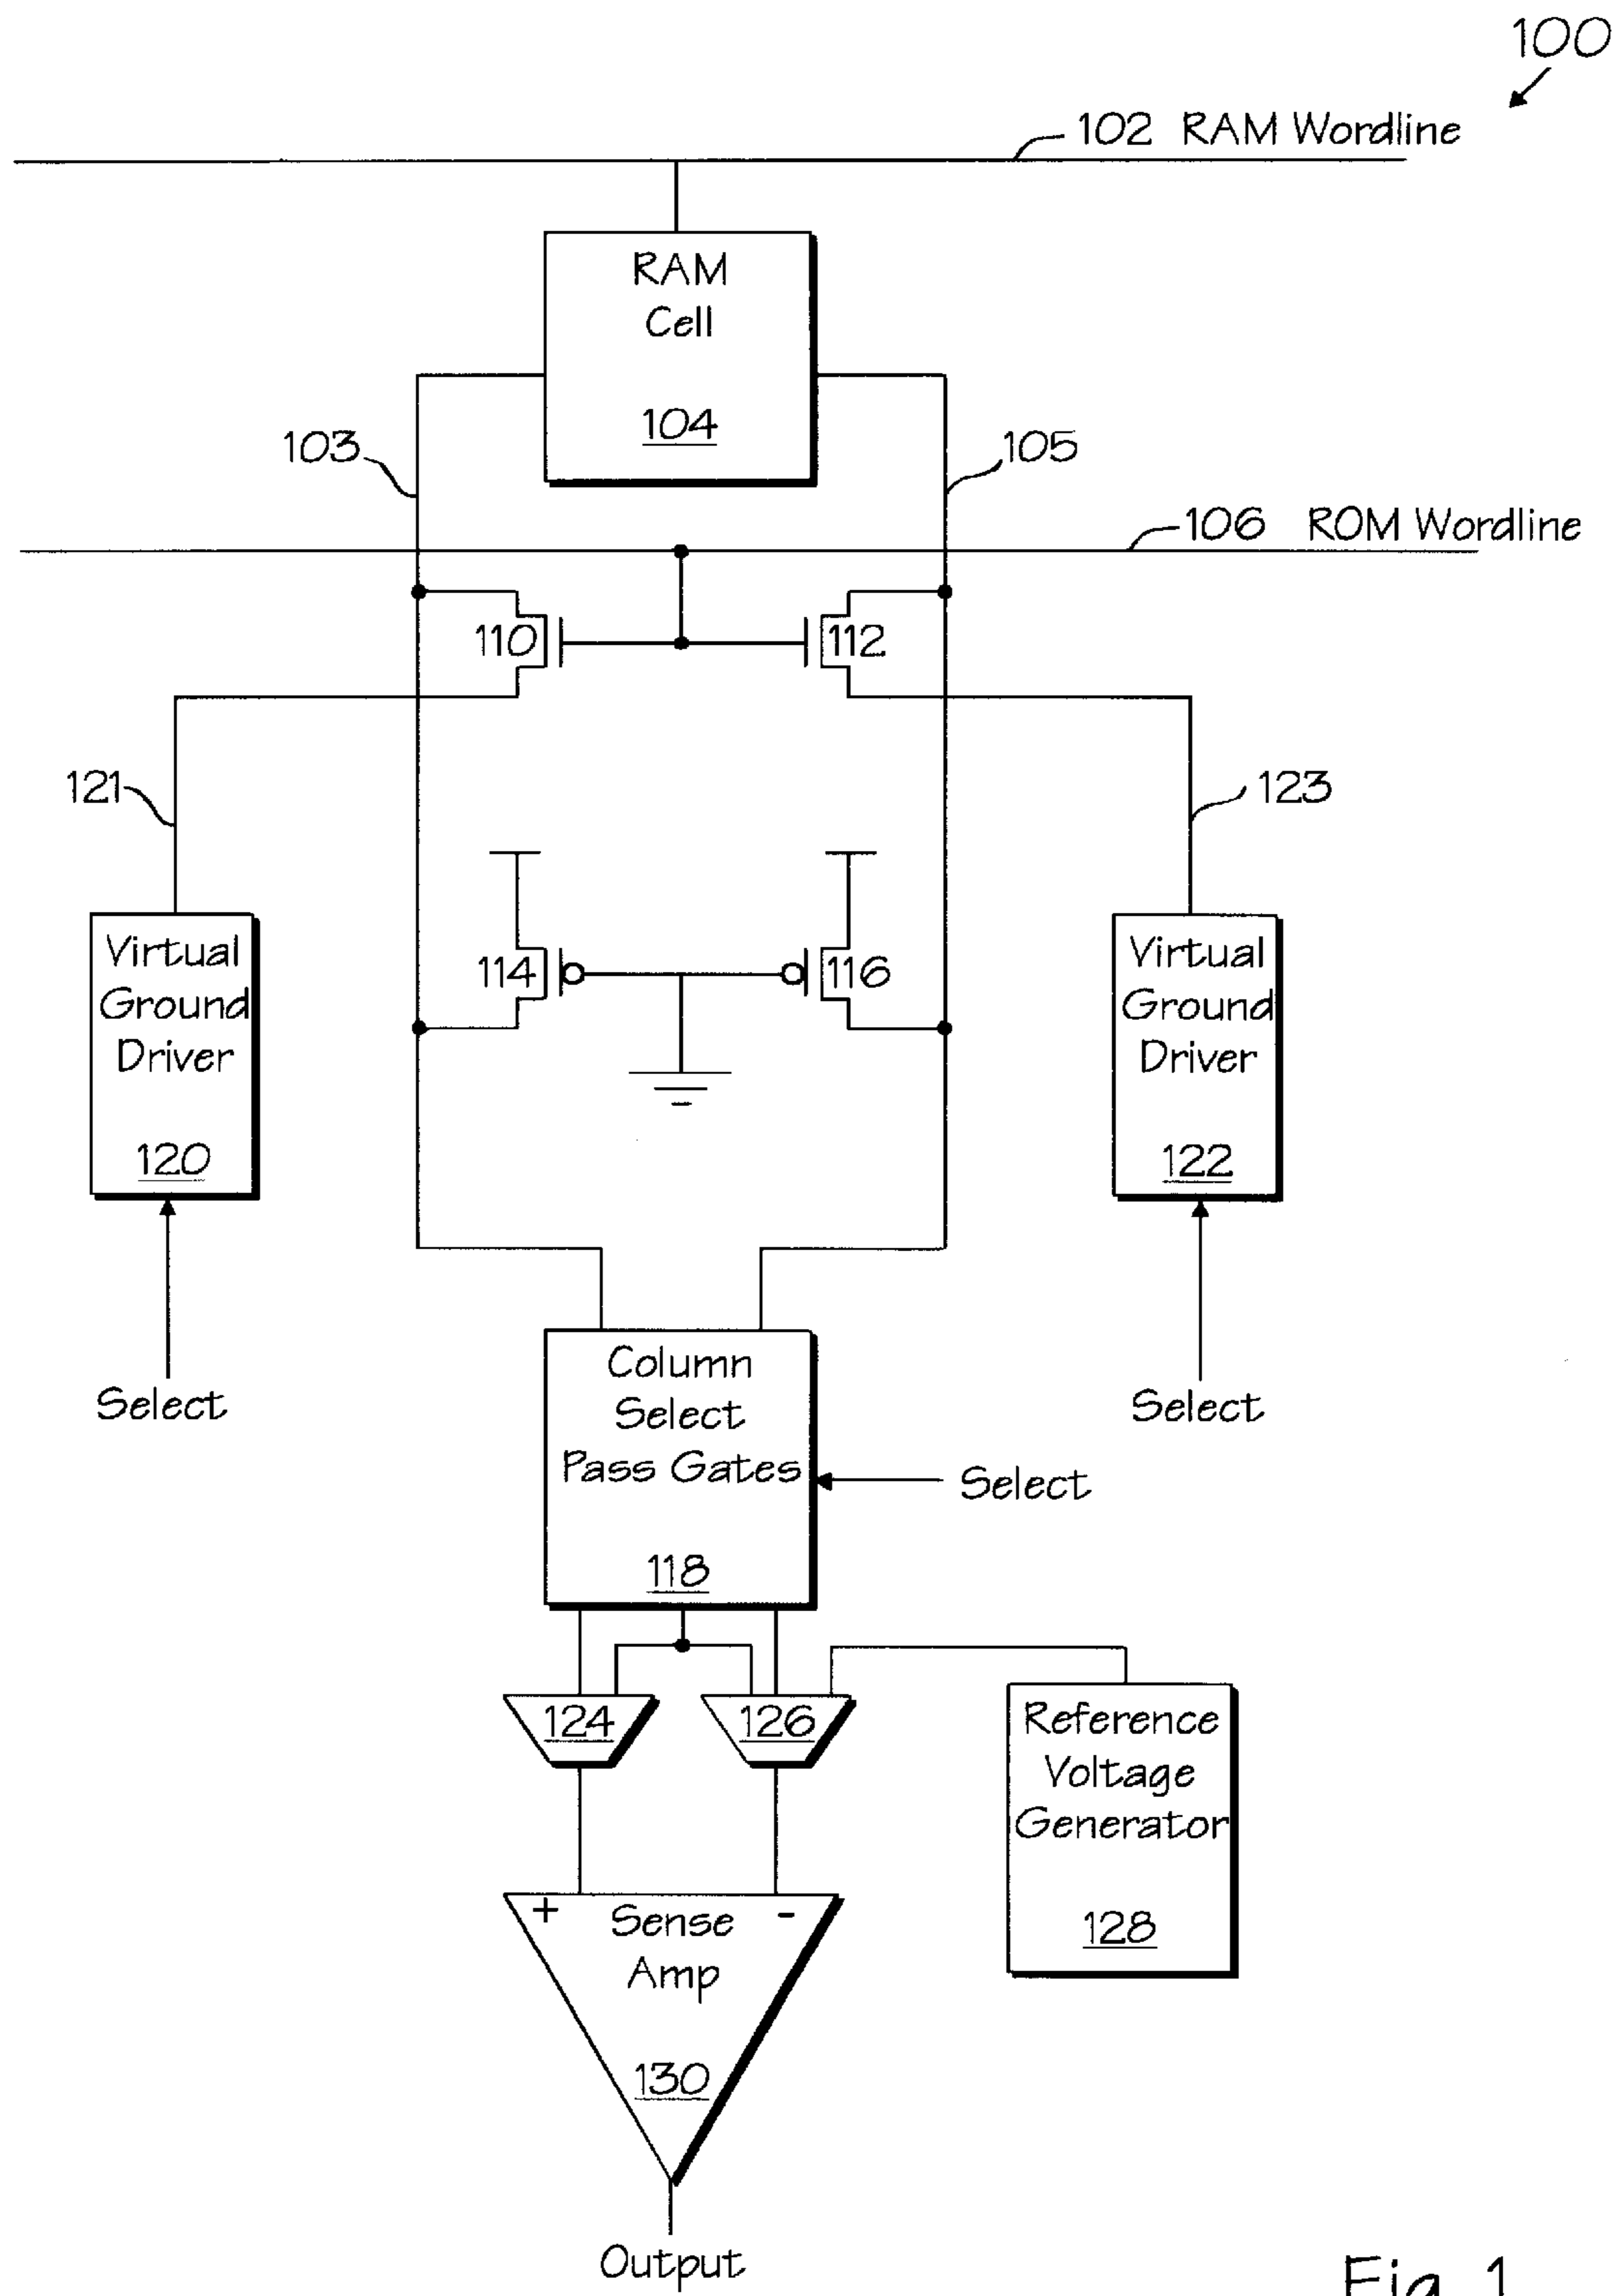 100
102 RAM Wordline
RAM
Cell
104
103
105
106 ROM Wordline
110
112
121
123
114
116
Virtual
Ground
Driver
120
Virtual
Ground
Driver
122
Select
Select
Column
Select
Pass Gates
118
Select
124
126
Reference
Voltage
Generator
128
+
-
Sense
Amp
130
Output
Fig. 1